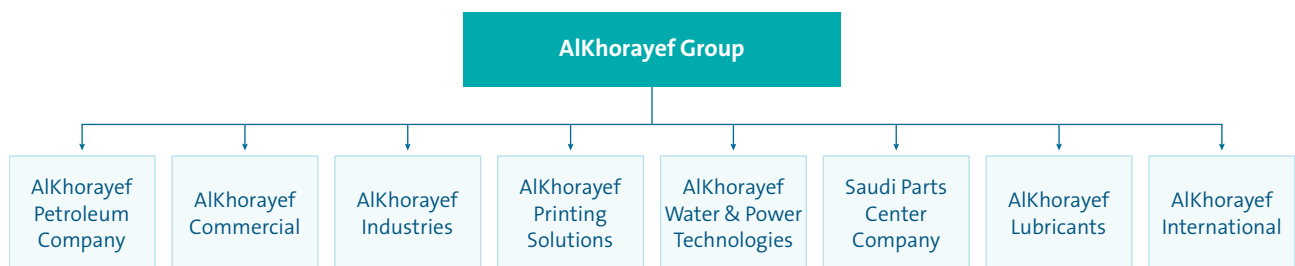 AlKhorayef Group
AlKhorayef
Petroleum
Company
AlKhorayef
Commercial
AlKhorayef
Industries
AlKhorayef
Printing
Solutions
AlKhorayef
Water & Power
Technologies
Saudi Parts
Center
Company
AlKhorayef
Lubricants
AlKhorayef
International